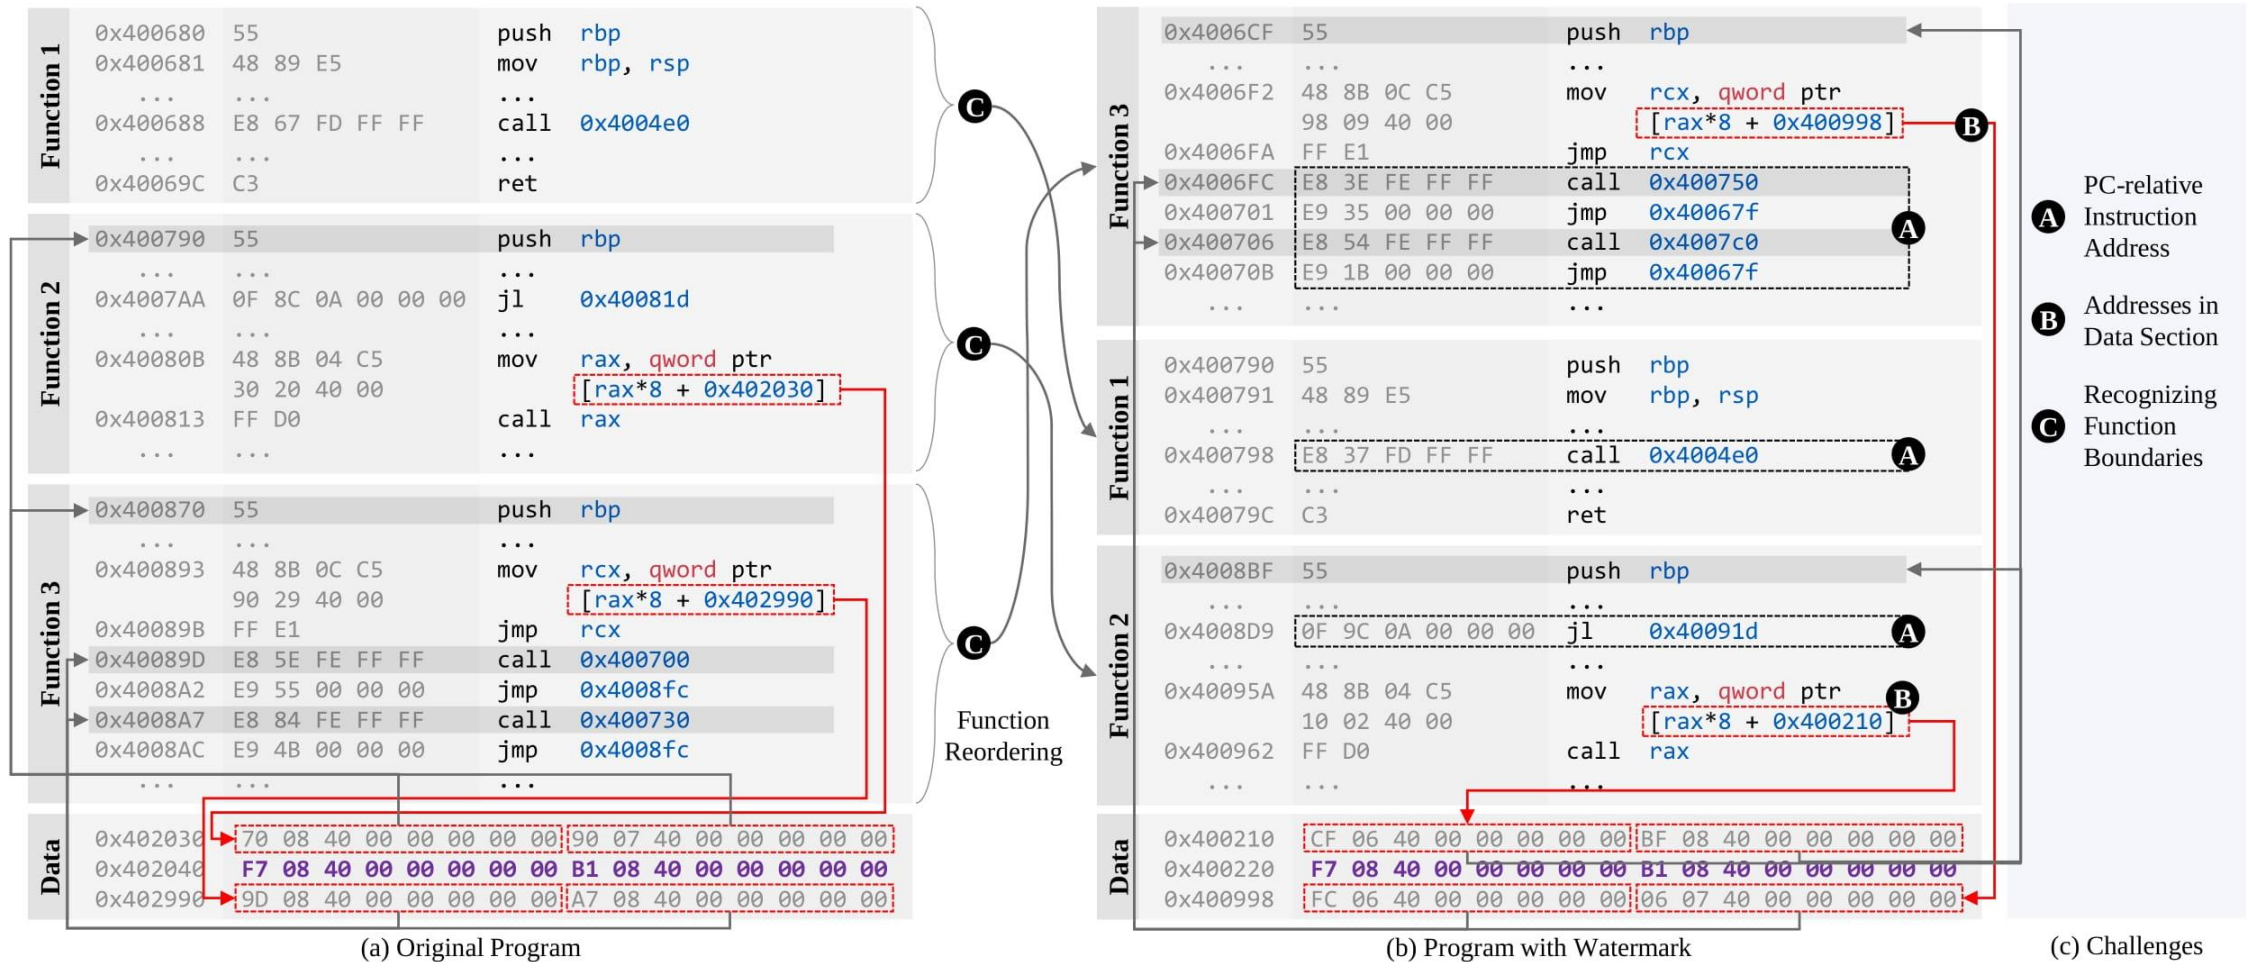 Function 1
0x400680 55 push rbp
0x400681 48 89 E5 mov rbp, rsp
... ... ...
0x400688 E8 67 FD FF FF call 0x4004e0
... ... ...
0x40069C C3 ret
Function 2
0x400790 55 push rbp
... ... ...
0x4007AA 0F 8C 0A 00 00 00 jl 0x40081d
... ... ...
0x40080B 48 8B 04 C5 mov rax, qword ptr
30 20 40 00 [rax*8 + 0x402030]
0x400813 FF D0 call rax
... ... ...
Function 3
0x400870 55 push rbp
... ... ...
0x400893 48 8B 0C C5 mov rcx, qword ptr
90 29 40 00 [rax*8 + 0x402990]
0x40089B FF E1 jmp rcx
0x40089D E8 5E FE FF FF call 0x400700
0x4008A2 E9 55 00 00 00 jmp 0x4008fc
0x4008A7 E8 84 FE FF FF call 0x400730
0x4008AC E9 4B 00 00 00 jmp 0x4008fc
... ... ...
Data
0x402030 70 08 40 00 00 00 00 00 90 07 40 00 00 00 00 00
0x402040 F7 08 40 00 00 00 00 00 B1 08 40 00 00 00 00 00
0x402990 9D 08 40 00 00 00 00 00 A7 08 40 00 00 00 00 00
(a) Original Program
C
C
C
Function
Reordering
Function 3
0x4006CF 55 push rbp
... ... ...
0x4006F2 48 8B 0C C5 mov rcx, qword ptr
98 09 40 00 [rax*8 + 0x400998] B
0x4006FA FF E1 jmp rcx
0x4006FC E8 3E FE FF FF call 0x400750
0x400701 E9 35 00 00 00 jmp 0x40067f
A
0x400706 E8 54 FE FF FF call 0x4007c0
0x40070B E9 1B 00 00 00 jmp 0x40067f
... ... ...
Function 1
0x400790 55 push rbp
0x400791 48 89 E5 mov rbp, rsp
... ... ...
0x400798 E8 37 FD FF FF call 0x4004e0 A
... ... ...
0x40079C C3 ret
Function 2
0x4008BF 55 push rbp
... ... ...
0x4008D9 0F 9C 0A 00 00 00 jl 0x40091d A
... ... ...
0x40095A 48 8B 04 C5 mov rax, qword ptr B
10 02 40 00 [rax*8 + 0x400210]
0x400962 FF D0 call rax
... ... ...
Data
0x400210 CF 06 40 00 00 00 00 00 BF 08 40 00 00 00 00 00
0x400220 F7 08 40 00 00 00 00 00 B1 08 40 00 00 00 00 00
0x400998 FC 06 40 00 00 00 00 00 06 07 40 00 00 00 00 00
(b) Program with Watermark
A
PC-relative
Instruction
Address
B
Addresses in
Data Section
C
Recognizing
Function
Boundaries
(c) Challenges